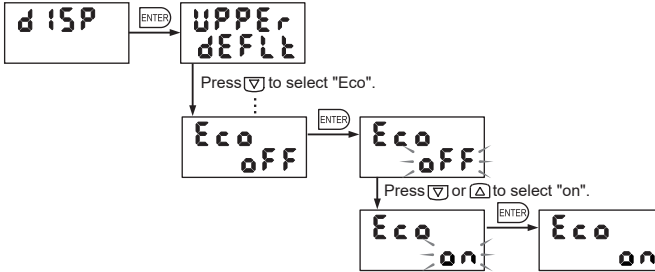 dISP
ENTER
UPPEr
dEFLt
Press to select "Eco".
Eco
oFF
ENTER
Eco
oFF
Press or to select "on".
Eco
on
ENTER
Eco
on